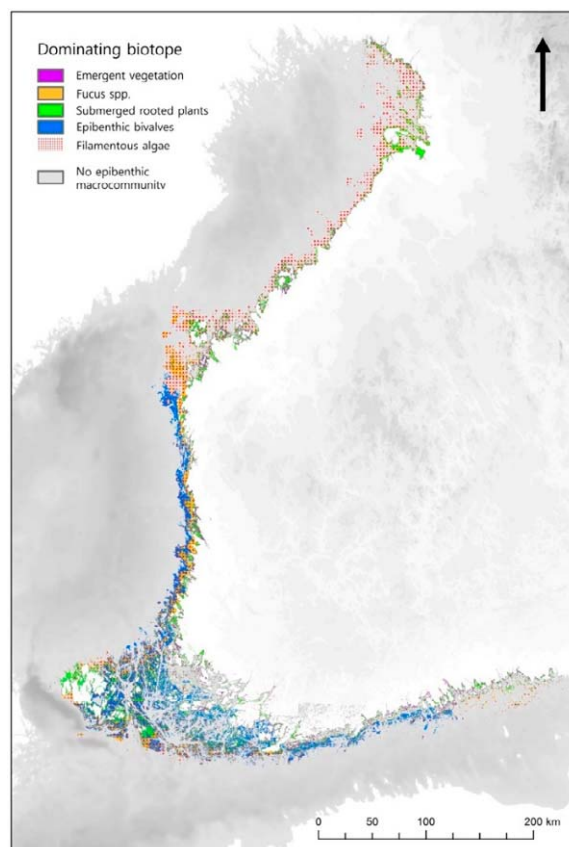 Dominating biotope
Emergent vegetation
Fucus spp.
Submerged rooted plants
Epibenthic bivalves
Filamentous algae
No epibenthic
macrocommunity
0 50 100 200 km